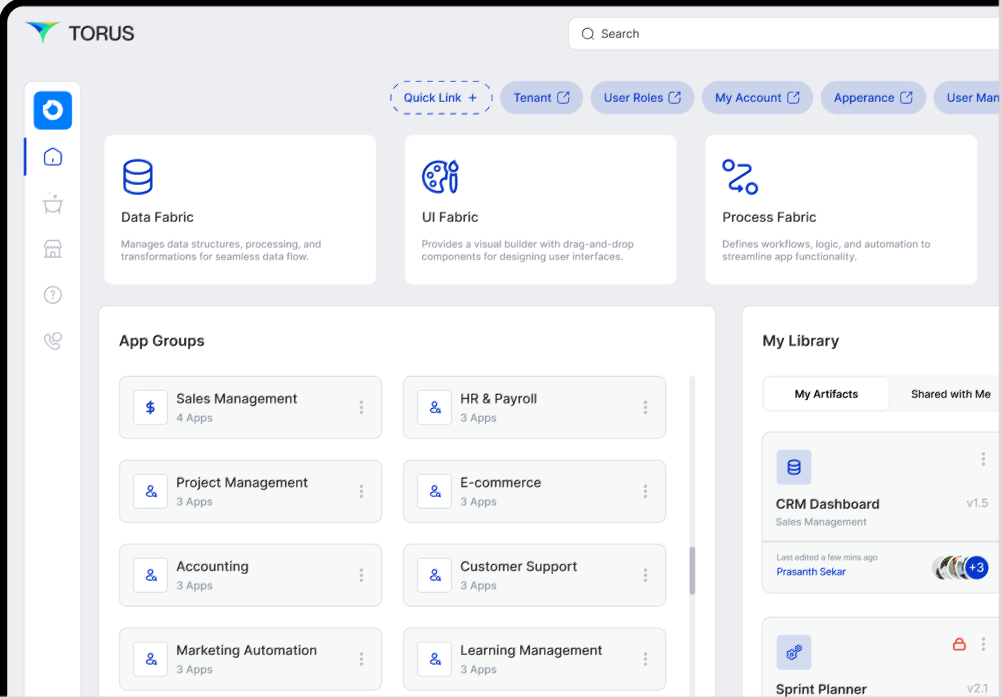 TORUS
Search
Quick Link +
Tenant
User Roles
My Account
Apperance
User Man
Data Fabric
Manages data structures, processing, and
transformations for seamless data flow.
UI Fabric
Provides a visual builder with drag-and-drop
components for designing user interfaces.
Process Fabric
Defines workflows, logic, and automation to
streamline app functionality.
App Groups
Sales Management
4 Apps
HR & Payroll
3 Apps
Project Management
3 Apps
E-commerce
3 Apps
Accounting
3 Apps
Customer Support
3 Apps
Marketing Automation
3 Apps
Learning Management
3 Apps
My Library
My Artifacts
Shared with Me
CRM Dashboard
v1.5
Sales Management
Last edited a few mins ago
Prasanth Sekar
+3
Sprint Planner
v2.1